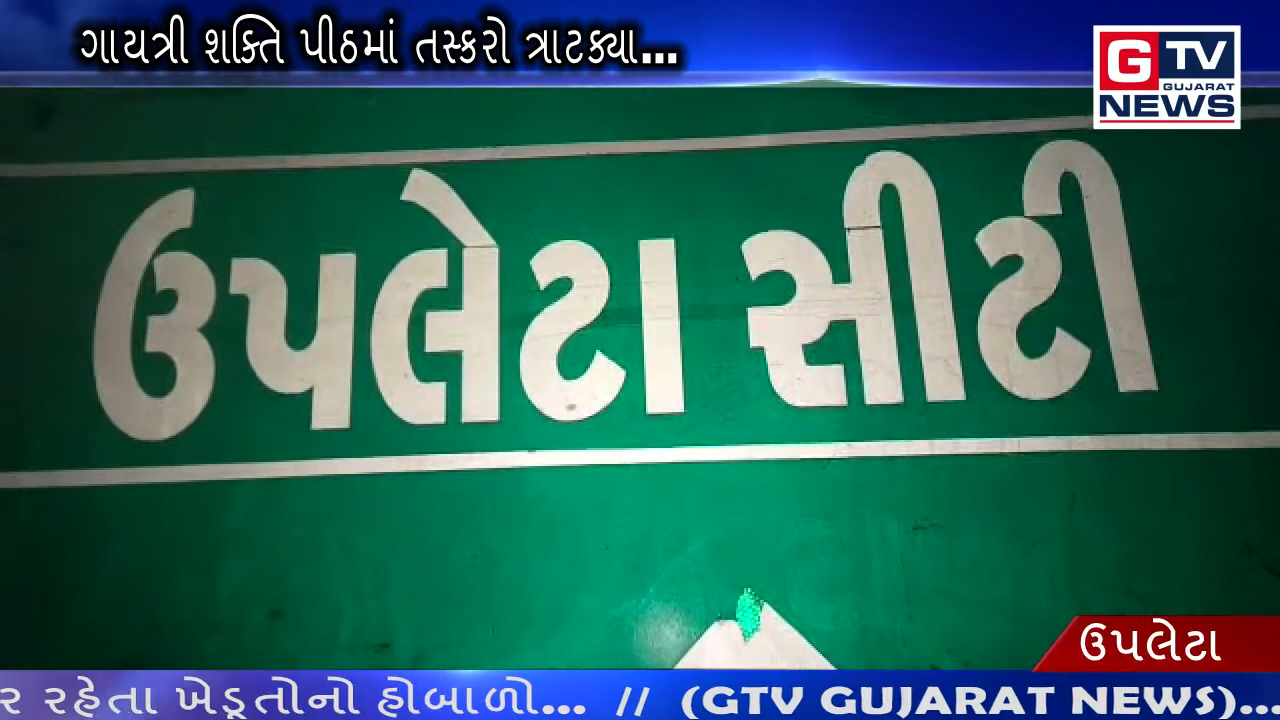 ગાયત્રી શક્તિ પીઠમાં તસ્કરો ત્રાટક્યા...
G TV
GUJARAT
NEWS
ઉપલેટા સીટી
ઉપલેટા
ર રહેતા ખેડૂતોનો હોબાળો... // (GTV GUJARAT NEWS)...